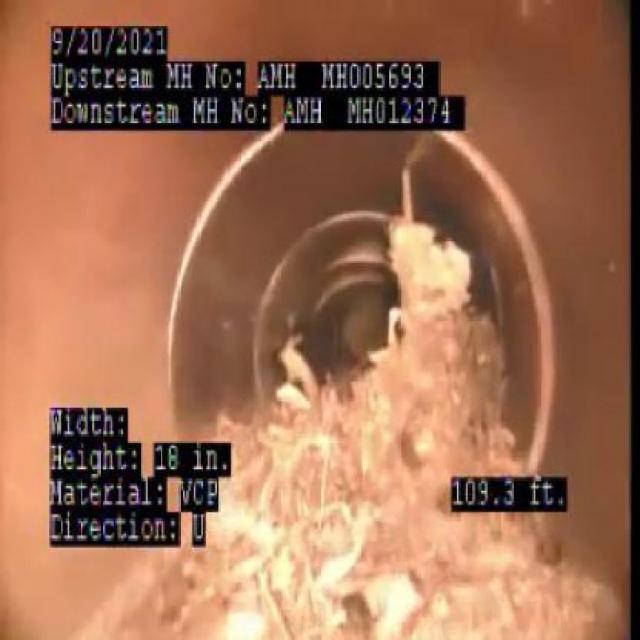 9/20/2021
Upstream MH No: AMH MH005693
Downstream MH No: AMH MH012374
Width:
Height: 18 in.
Material: VCP
Direction: U
109.3 ft.